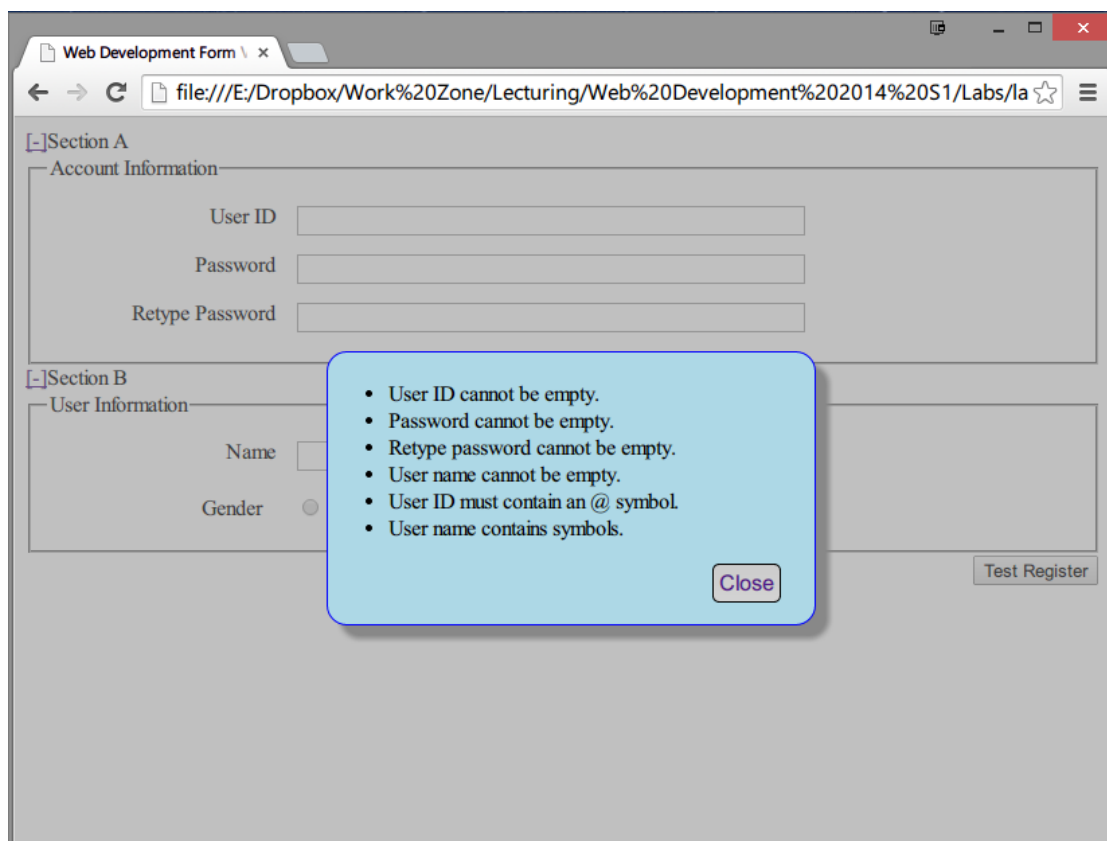 Web Development Form \
file:///E:/Dropbox/Work%20Zone/Lecturing/Web%20Development%202014%20S1/Labs/la
[-]Section A
Account Information
User ID
Password
Retype Password
[-]Section B
User Information
Name
Gender
• User ID cannot be empty.
• Password cannot be empty.
• Retype password cannot be empty.
• User name cannot be empty.
• User ID must contain an @ symbol.
• User name contains symbols.
Close
Test Register